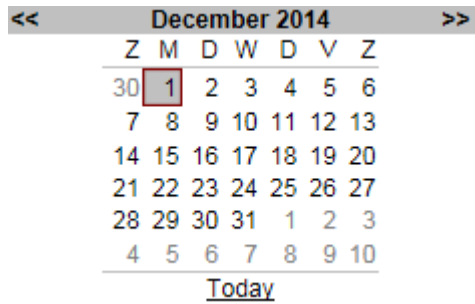 << December 2014 >>
Z M D W D V Z
30 1 2 3 4 5 6
7 8 9 10 11 12 13
14 15 16 17 18 19 20
21 22 23 24 25 26 27
28 29 30 31 1 2 3
4 5 6 7 8 9 10
Today